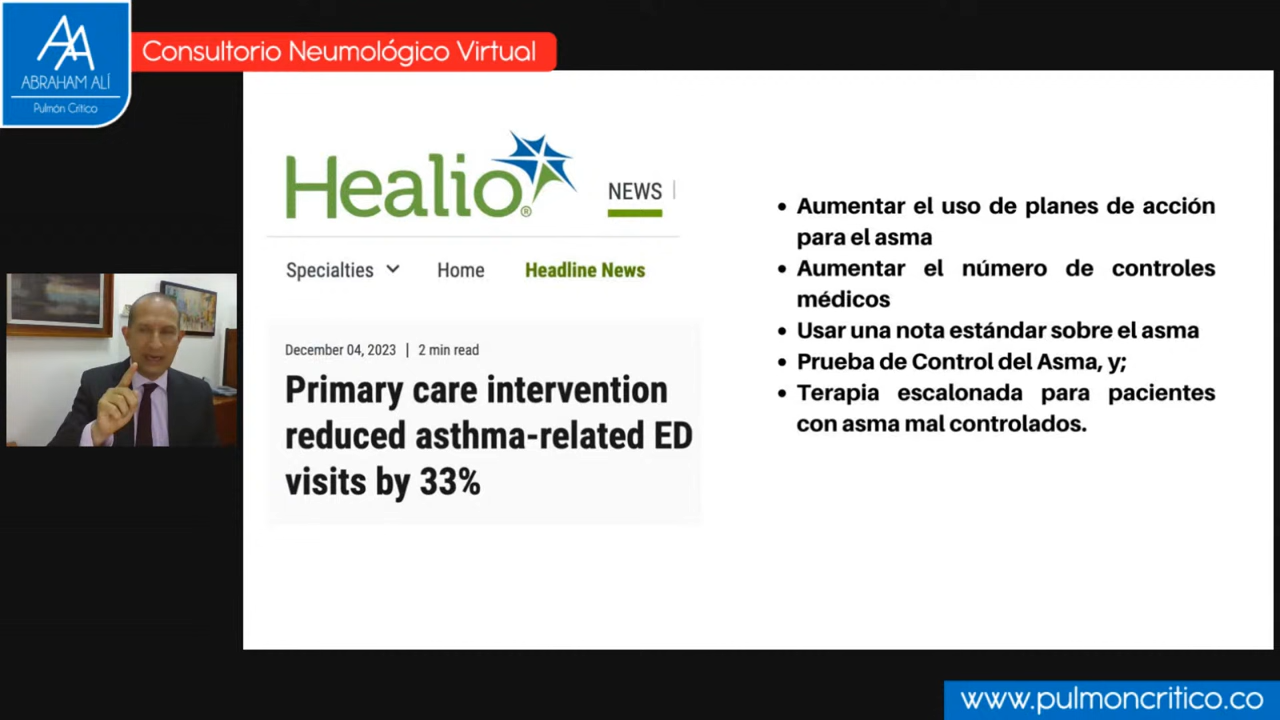 AA
ABRAHAM ALÍ
Pulmón Crítico
Consultorio Neumológico Virtual
Healio®
NEWS
Specialties
Home
Headline News
December 04, 2023 | 2 min read
Primary care intervention
reduced asthma-related ED
visits by 33%
• Aumentar el uso de planes de acción
para el asma
• Aumentar el número de controles
médicos
• Usar una nota estándar sobre el asma
• Prueba de Control del Asma, y;
• Terapia escalonada para pacientes
con asma mal controlados.
www.pulmoncritico.co